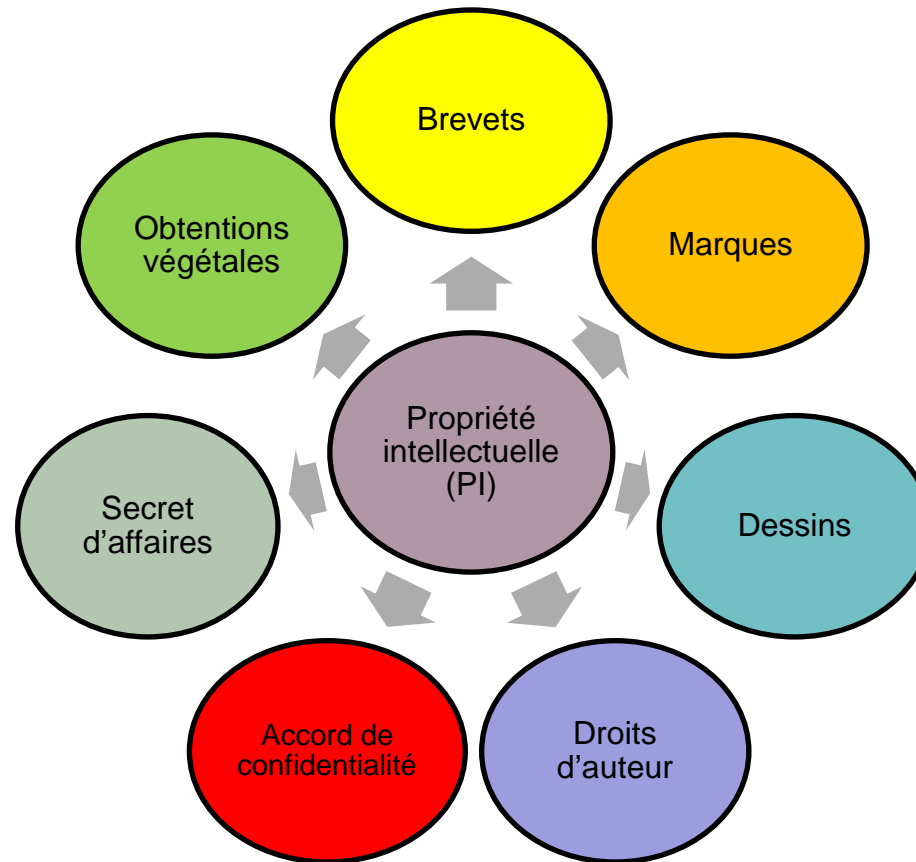 Brevets
Marques
Dessins
Droits
d’auteur
Accord de
confidentialité
Secret
d’affaires
Obtentions
végétales
Propriété
intellectuelle
(PI)